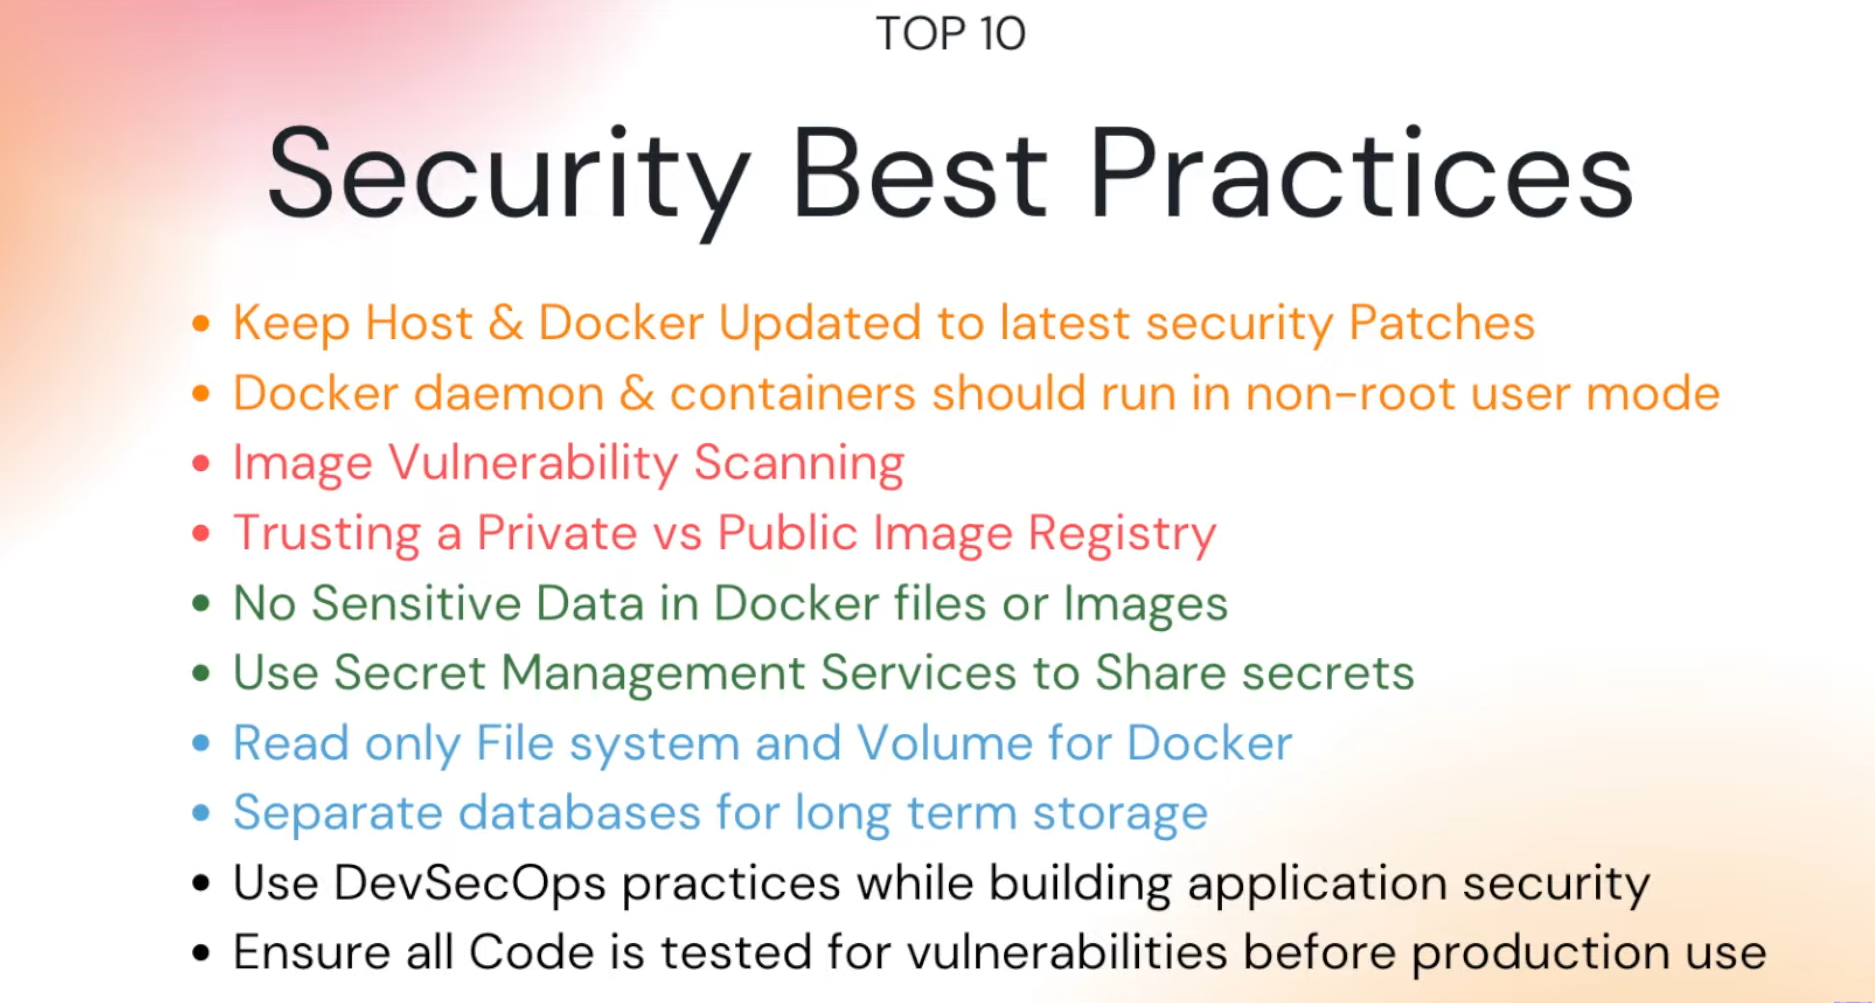 TOP 10
Security Best Practices
• Keep Host & Docker Updated to latest security Patches
• Docker daemon & containers should run in non-root user mode
• Image Vulnerability Scanning
• Trusting a Private vs Public Image Registry
• No Sensitive Data in Docker files or Images
• Use Secret Management Services to Share secrets
• Read only File system and Volume for Docker
• Separate databases for long term storage
• Use DevSecOps practices while building application security
• Ensure all Code is tested for vulnerabilities before production use